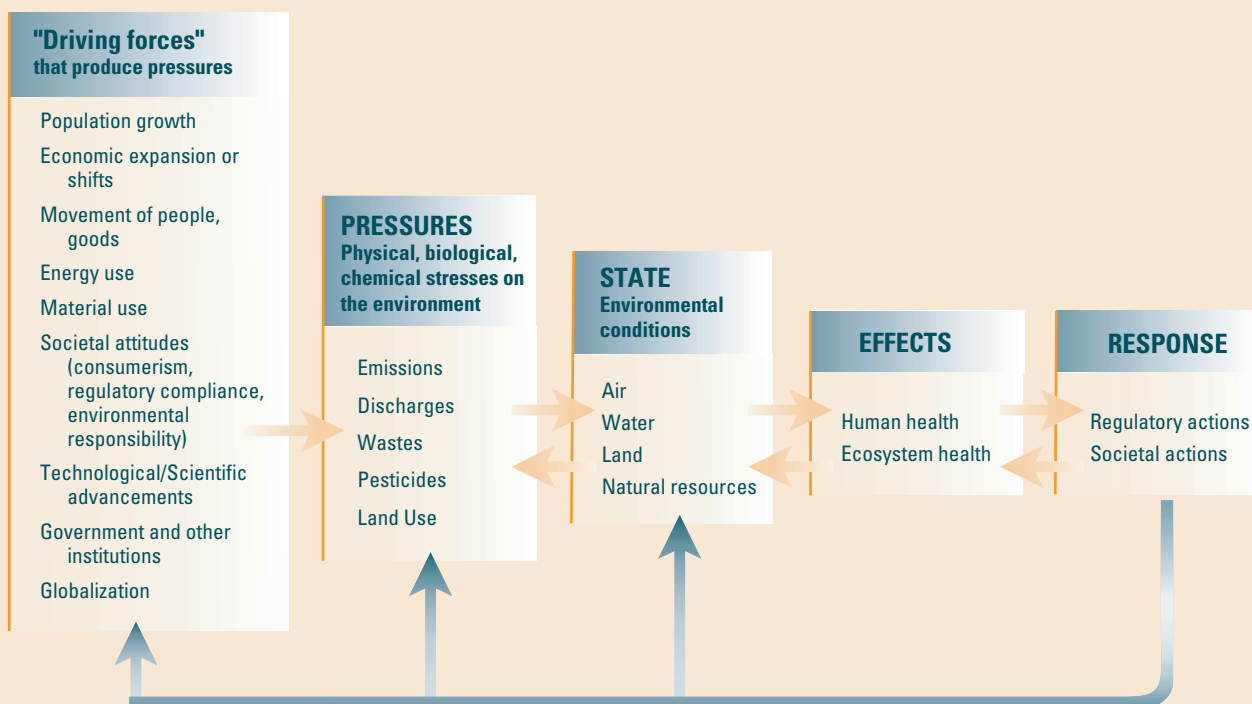 "Driving forces"
that produce pressures
Population growth
Economic expansion or
shifts
Movement of people,
goods
Energy use
Material use
Societal attitudes
(consumerism,
regulatory compliance,
environmental
responsibility)
Technological/Scientific
advancements
Government and other
institutions
Globalization
PRESSURES
Physical, biological,
chemical stresses on
the environment
Emissions
Discharges
Wastes
Pesticides
Land Use
STATE
Environmental
conditions
Air
Water
Land
Natural resources
EFFECTS
Human health
Ecosystem health
RESPONSE
Regulatory actions
Societal actions